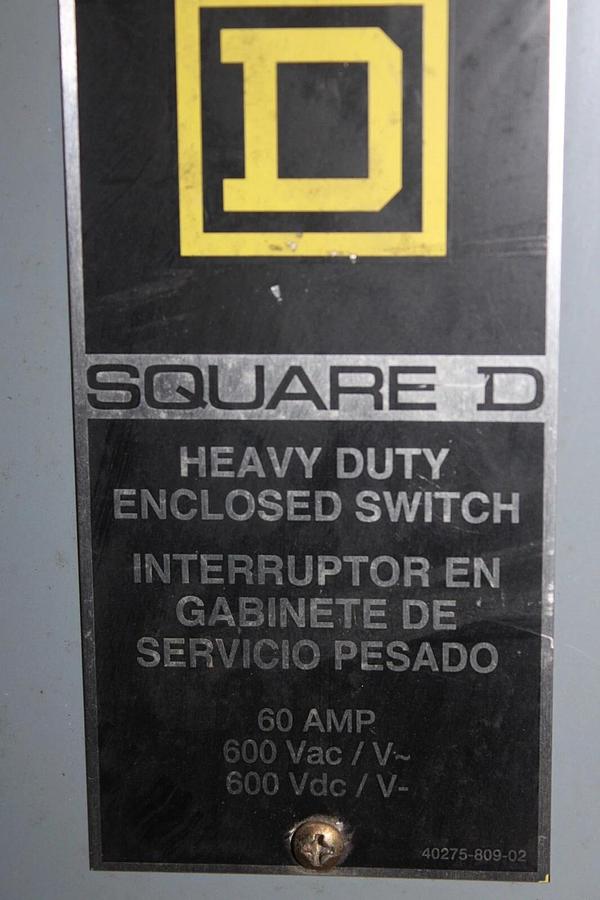 D
SQUARE D
HEAVY DUTY
ENCLOSED SWITCH
INTERRUPTOR EN
GABINETE DE
SERVICIO PESADO
60 AMP
600 Vac / V~
600 Vdc / V-
40275-809-02